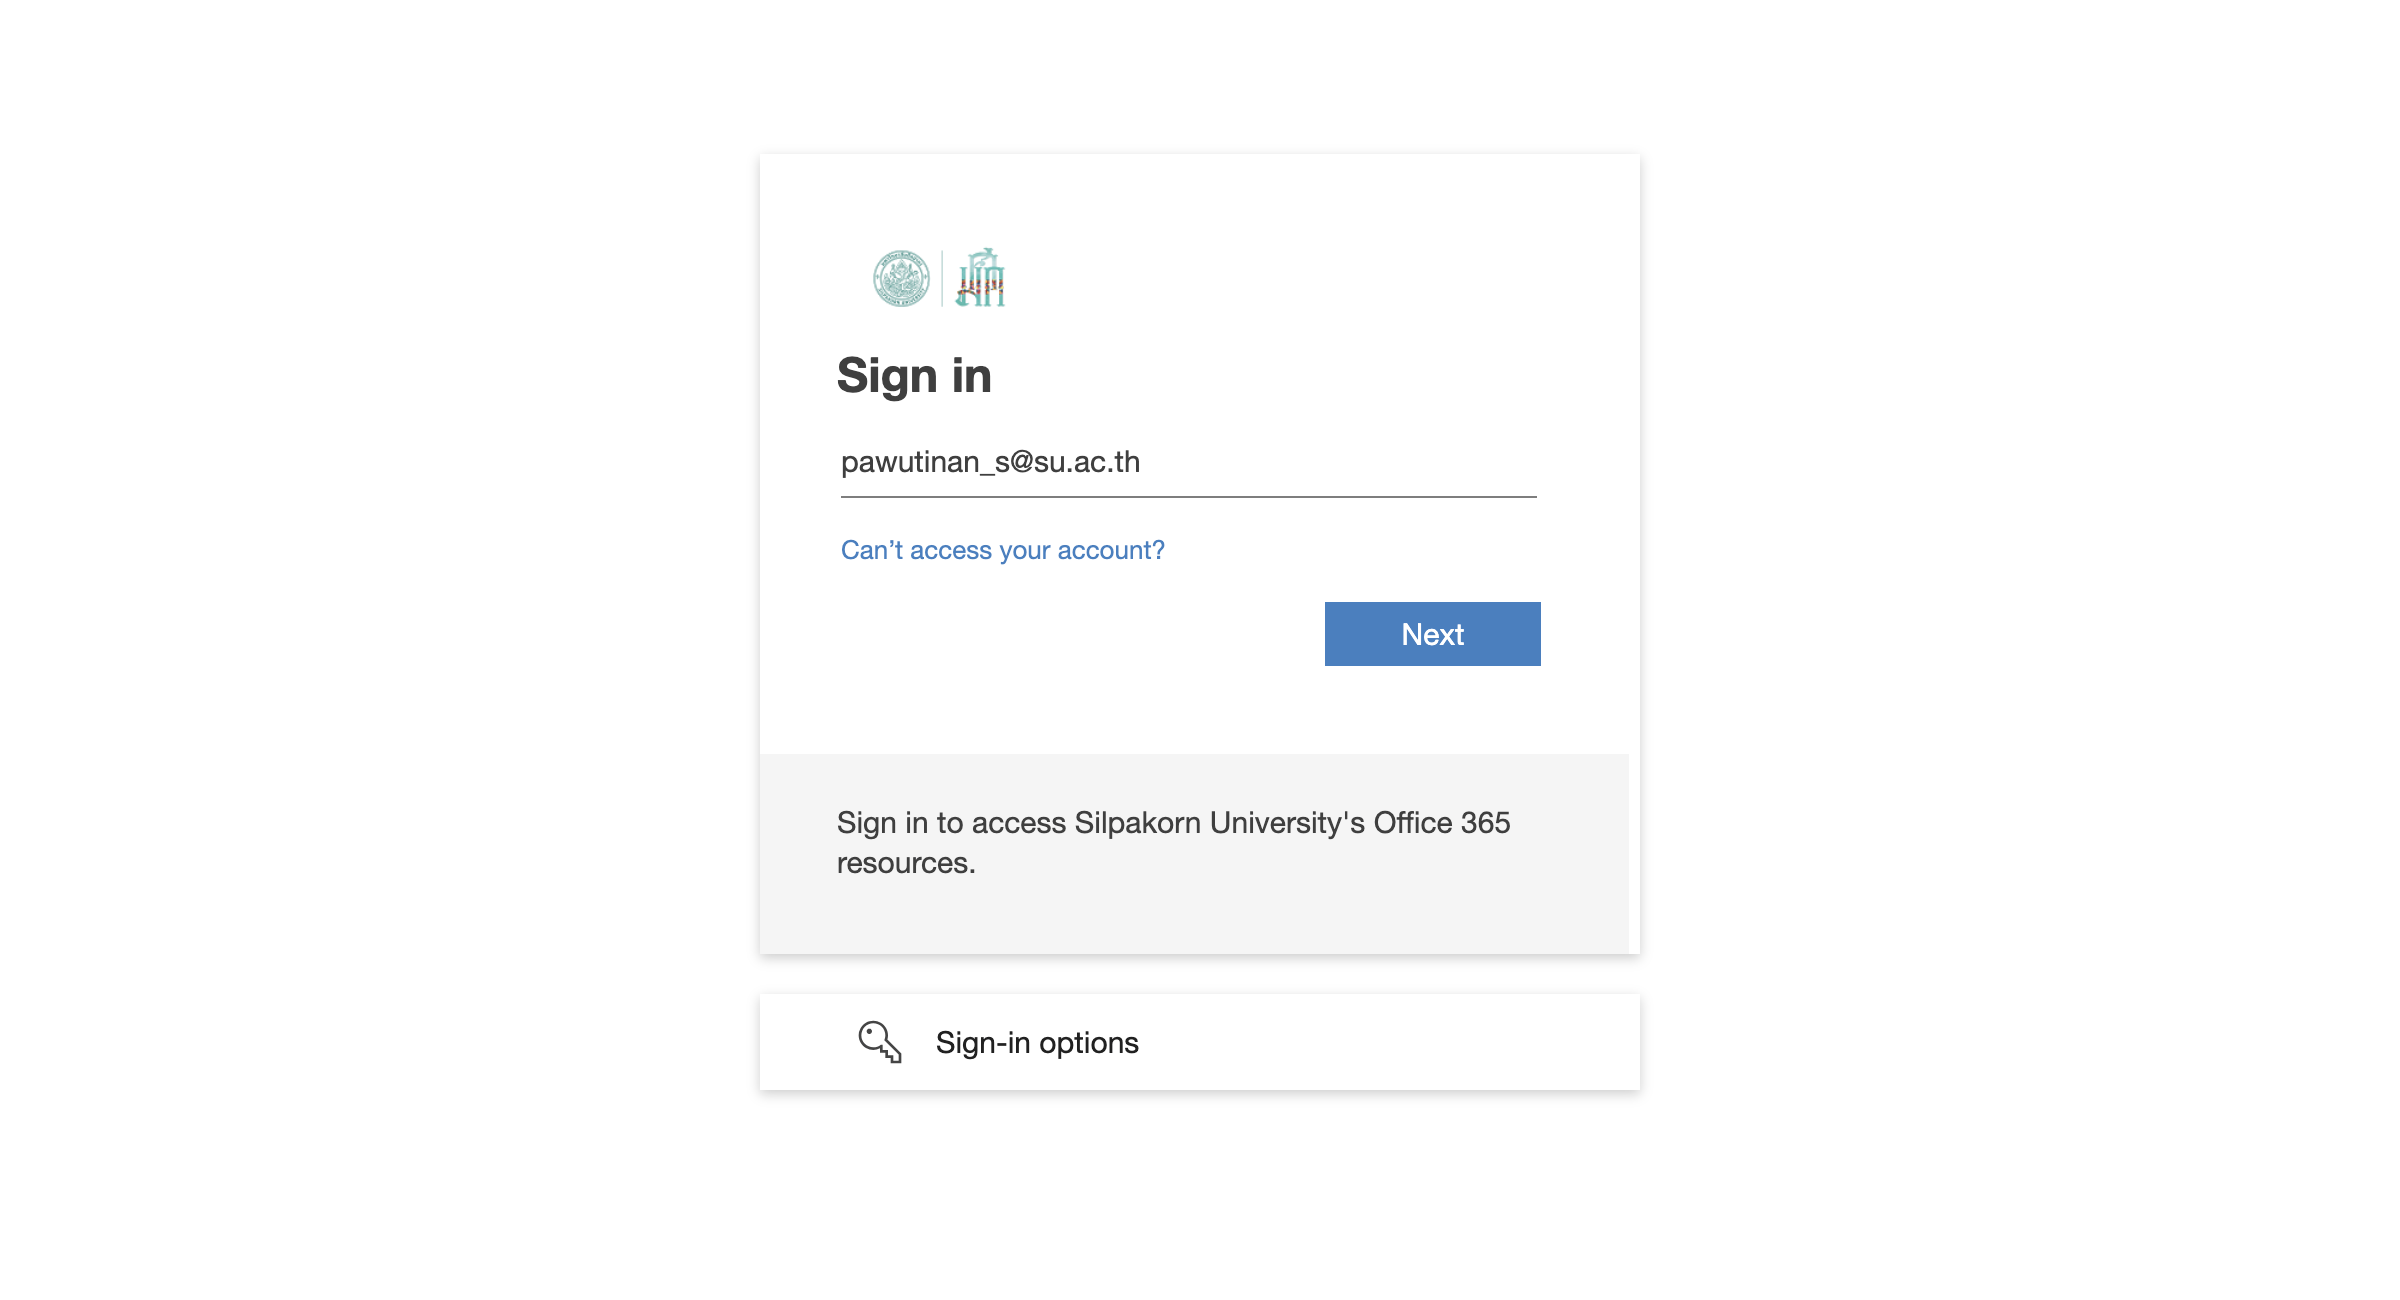 Sign in
pawutinan_s@su.ac.th
Can’t access your account?
Next
Sign in to access Silpakorn University's Office 365
resources.
Sign-in options